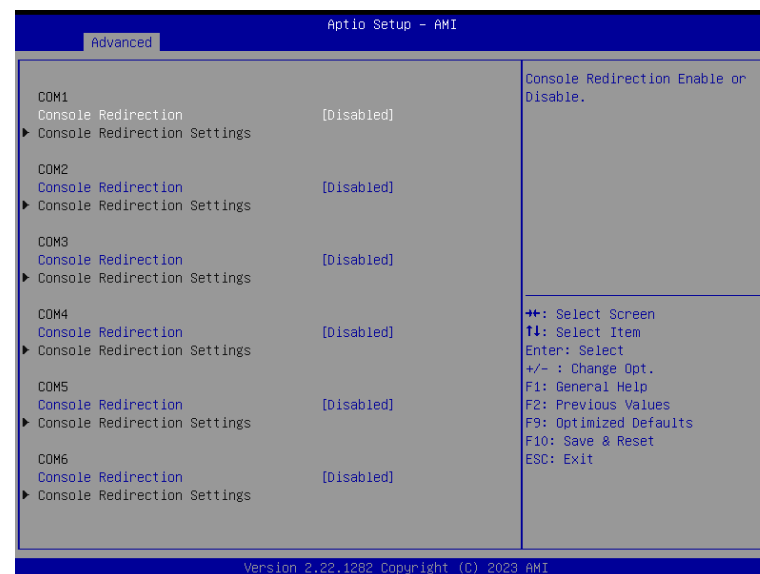 Aptio Setup – AMI
Advanced
COM1
Console Redirection [Disabled]
▶ Console Redirection Settings
COM2
Console Redirection [Disabled]
▶ Console Redirection Settings
COM3
Console Redirection [Disabled]
▶ Console Redirection Settings
COM4
Console Redirection [Disabled]
▶ Console Redirection Settings
COM5
Console Redirection [Disabled]
▶ Console Redirection Settings
COM6
Console Redirection [Disabled]
▶ Console Redirection Settings
Console Redirection Enable or
Disable.
→←: Select Screen
↑↓: Select Item
Enter: Select
+/- : Change Opt.
F1: General Help
F2: Previous Values
F9: Optimized Defaults
F10: Save & Reset
ESC: Exit
Version 2.22.1282 Copyright (C) 2023 AMI